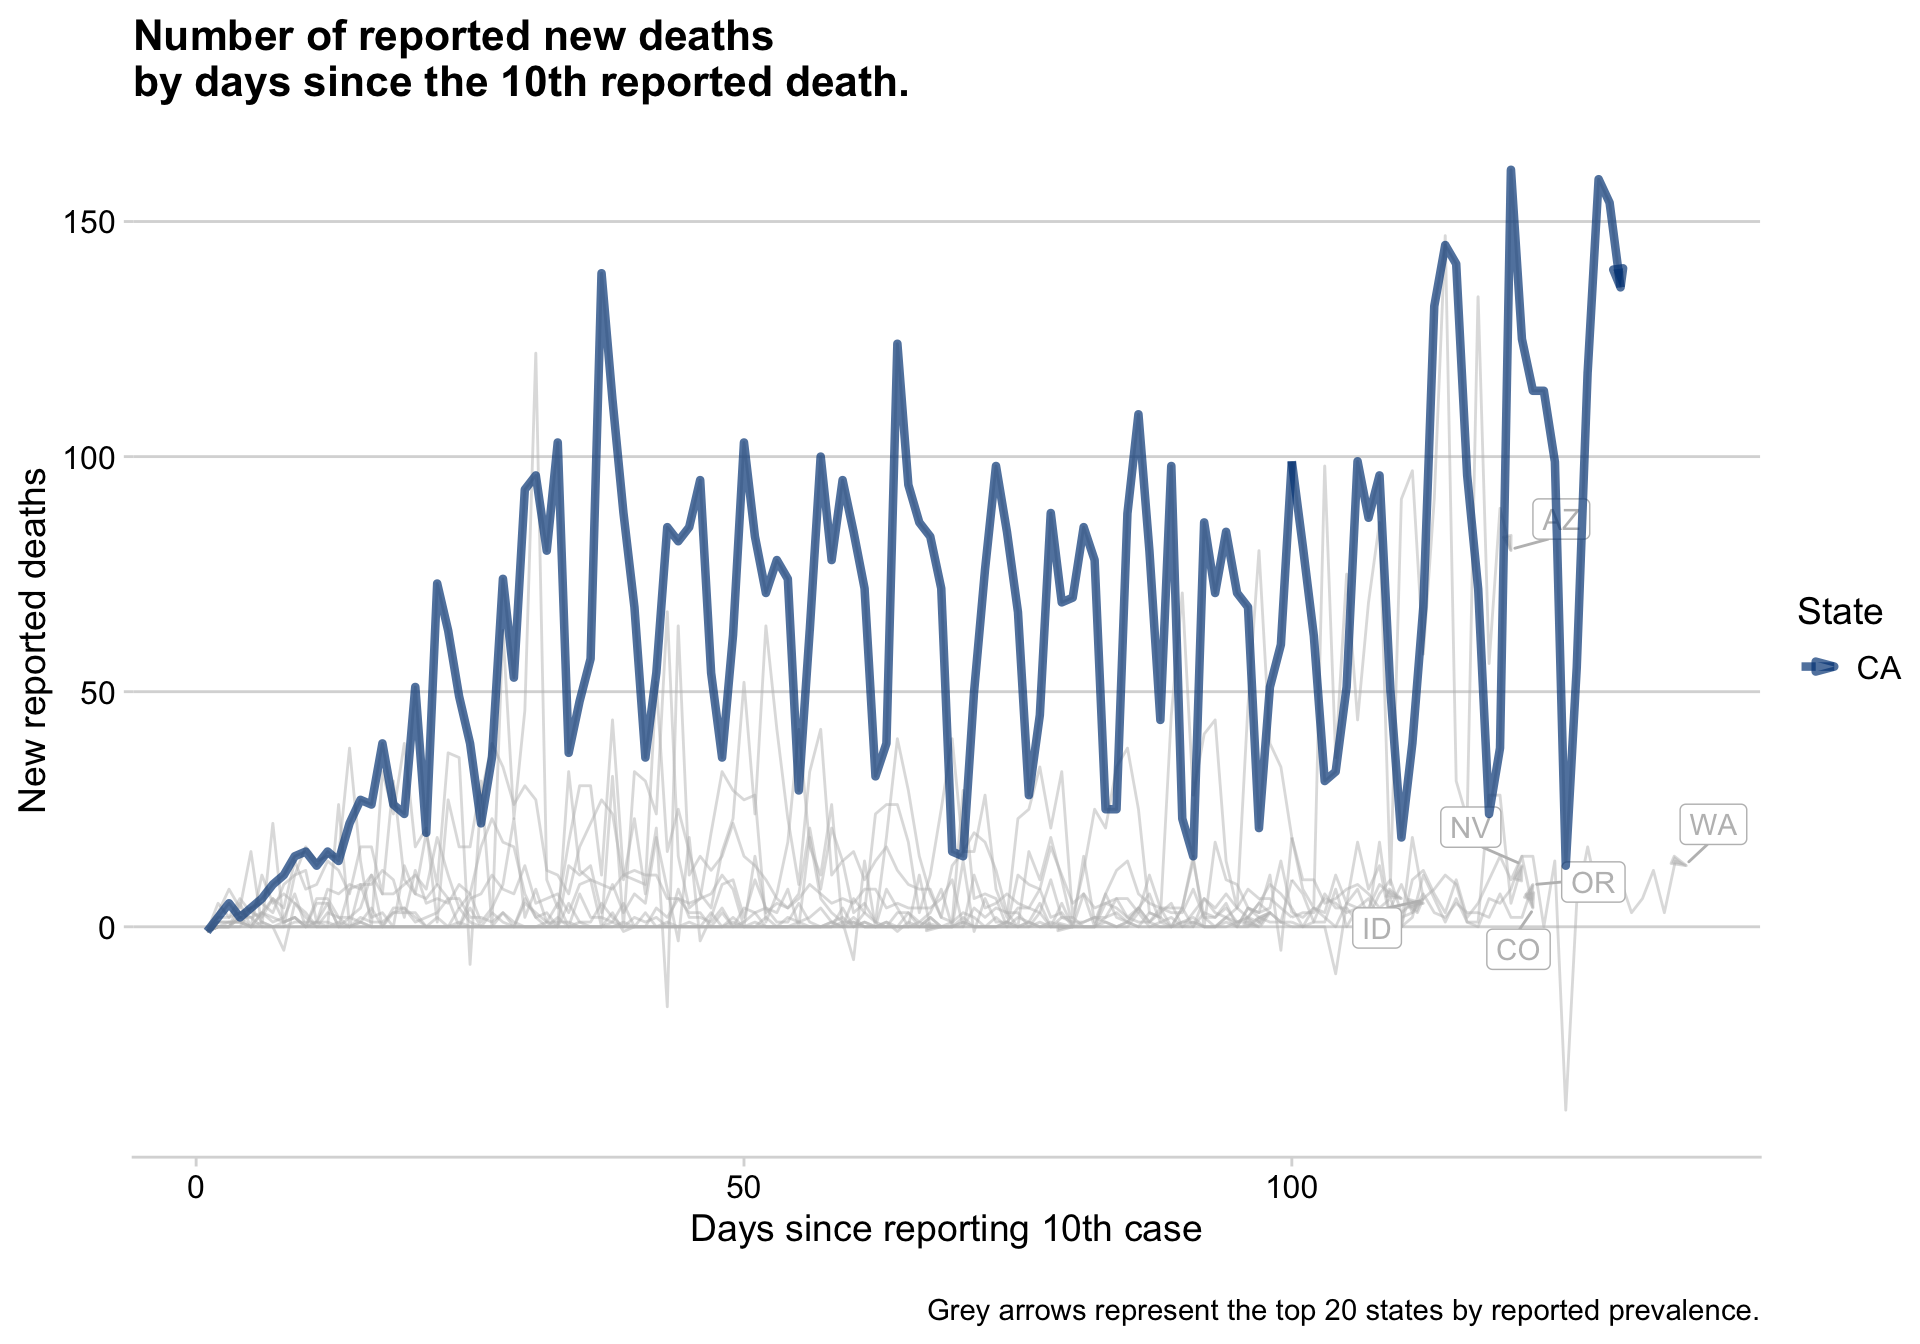 Number of reported new deaths
by days since the 10th reported death.
150
100
50
0
New reported deaths
AZ
NV
WA
OR
ID
CO
State
CA
0
50
100
Days since reporting 10th case
Grey arrows represent the top 20 states by reported prevalence.